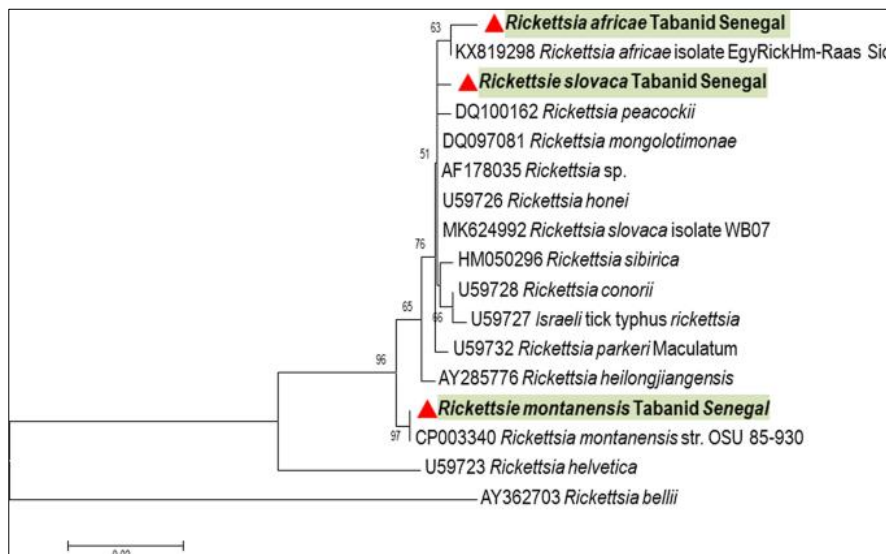 63
Rickettsia africae Tabanid Senegal
KX819298 Rickettsia africae isolate EgyRickHm-Raas
Rickettsie slovaca Tabanid Senegal
DQ100162 Rickettsia peacockii
DQ097081 Rickettsia mongolotimonae
51
AF178035 Rickettsia sp.
U59726 Rickettsia honei
MK624992 Rickettsia slovaca isolate WB07
76
HM050296 Rickettsia sibirica
U59728 Rickettsia conorii
66
U59727 Israeli tick typhus rickettsia
65
U59732 Rickettsia parkeri Maculatum
96
AY285776 Rickettsia heilongjiangensis
Rickettsie montanensis Tabanid Senegal
97
CP003340 Rickettsia montanensis str. OSU 85-930
U59723 Rickettsia helvetica
AY362703 Rickettsia bellii